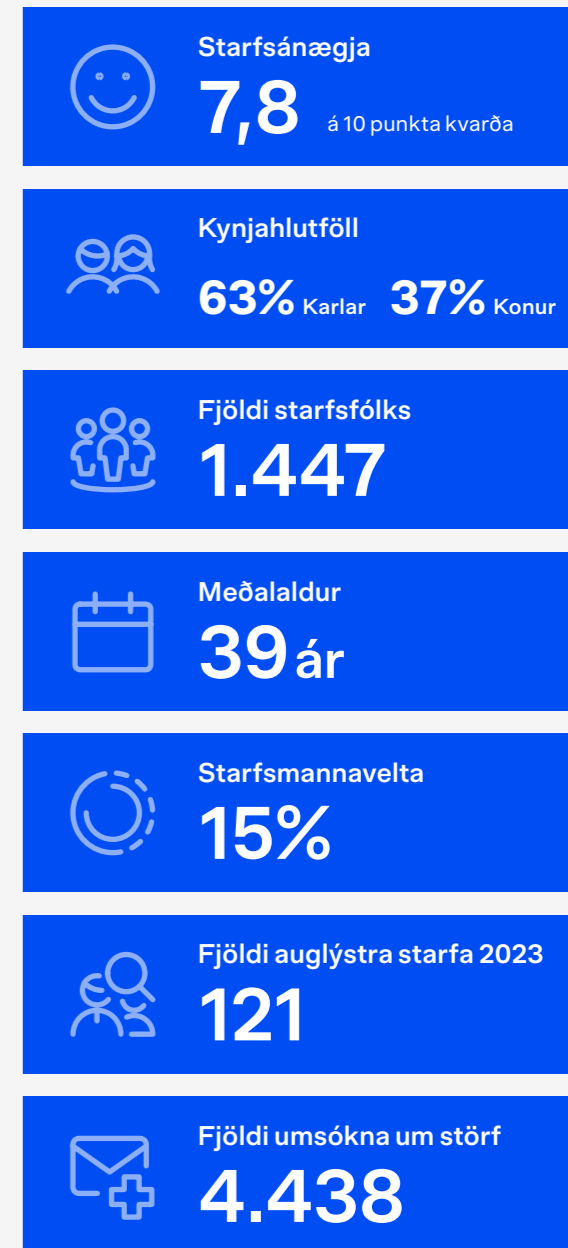 Starfsánægja
7,8 á 10 punkta kvarða
Kynjahlutföll
63% Karlar 37% Konur
Fjöldi starfsfólks
1.447
Meðalaldur
39 ár
Starfsmannavelta
15%
Fjöldi auglýstra starfa 2023
121
Fjöldi umsókna um störf
4.438